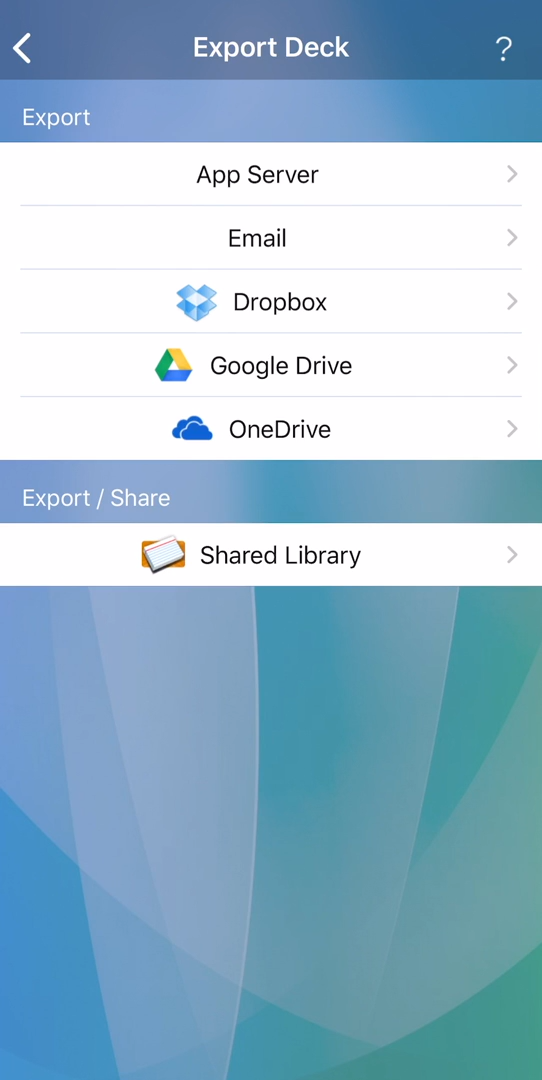 Export Deck
?
Export
App Server
Email
Dropbox
Google Drive
OneDrive
Export / Share
Shared Library